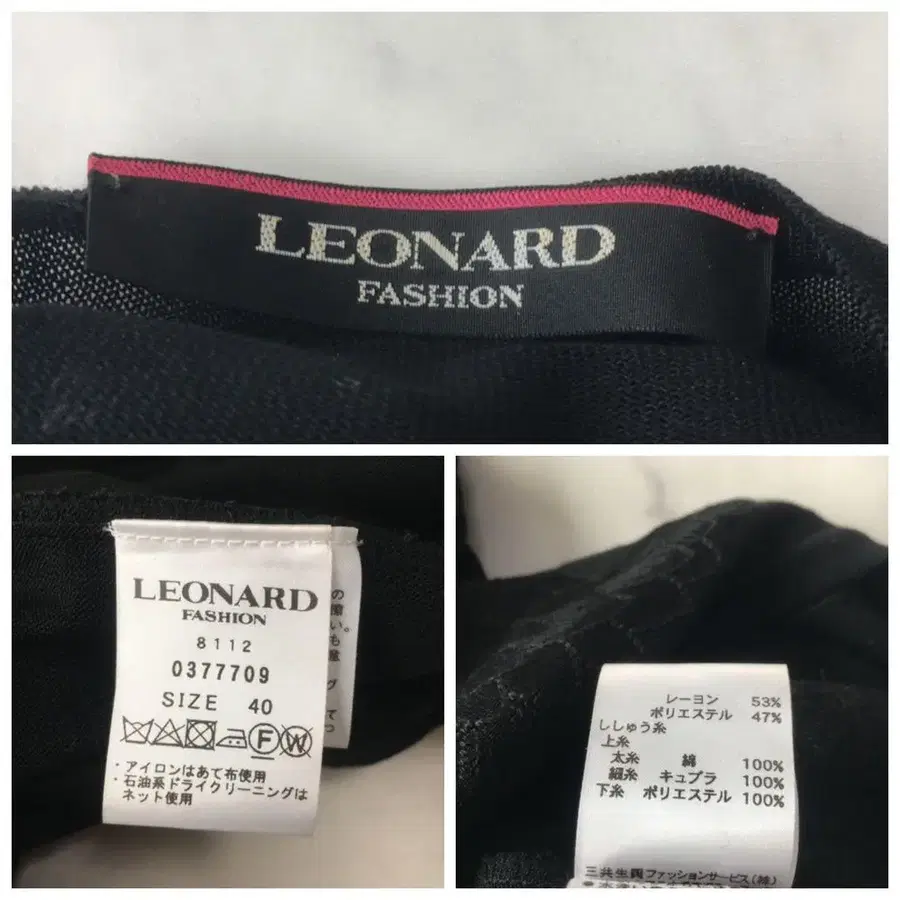 LEONARD
FASHION
LEONARD
FASHION
8112
0377709
SIZE 40
F W
・アイロンはあて布使用
・石油系ドライクリーニングは
ネット使用
レーヨン 53%
ポリエステル 47%
ししゅう糸
上糸
太糸 綿 100%
細糸 キュプラ 100%
下糸 ポリエステル 100%
三共生興ファッションサービス(株)